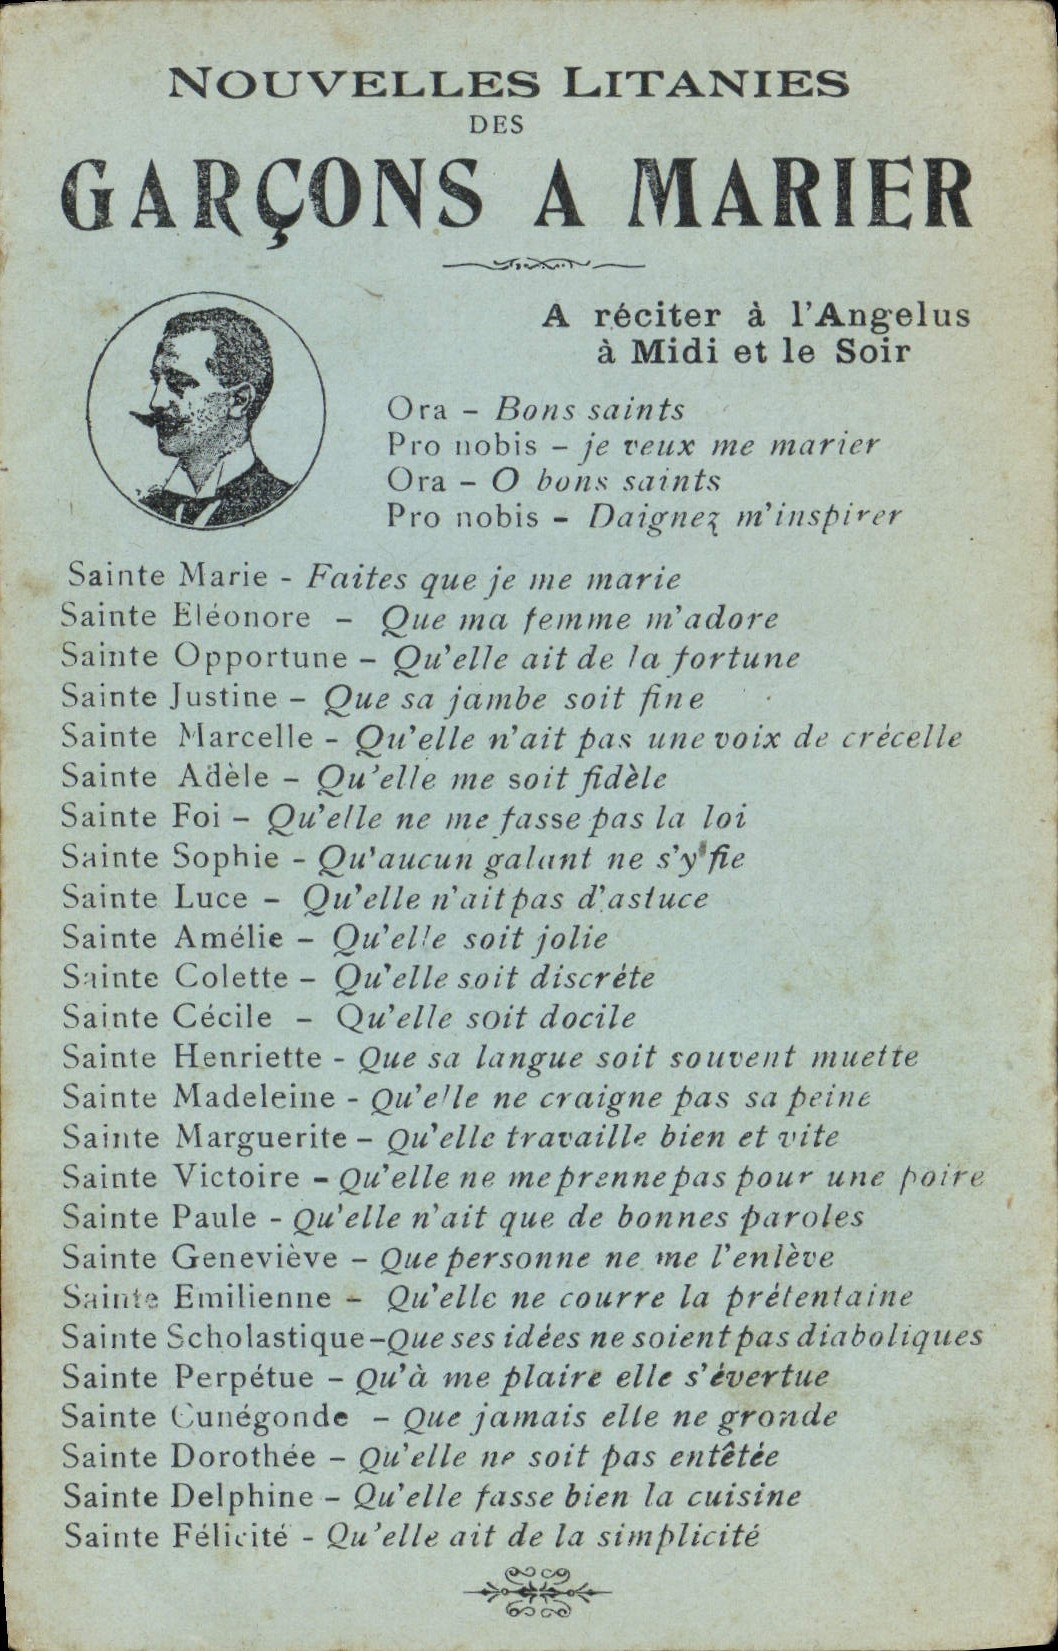 NOUVELLES LITANIES
DES
GARÇONS A MARIER
A réciter à l'Angelus
à Midi et le Soir
Ora – Bons saints
Pro nobis – je veux me marier
Ora – O bons saints
Pro nobis – Daignez m'inspirer
Sainte Marie - Faites que je me marie
Sainte Eléonore – Que ma femme m'adore
Sainte Opportune – Qu'elle ait de la fortune
Sainte Justine – Que sa jambe soit fine
Sainte Marcelle - Qu'elle n'ait pas une voix de crécelle
Sainte Adèle – Qu'elle me soit fidèle
Sainte Foi – Qu'elle ne me fasse pas la loi
Sainte Sophie - Qu'aucun galant ne s'y fie
Sainte Luce – Qu'elle n'ait pas d'astuce
Sainte Amélie – Qu'elle soit jolie
Sainte Colette – Qu'elle soit discréte
Sainte Cécile – Qu'elle soit docile
Sainte Henriette - Que sa langue soit souvent muette
Sainte Madeleine - Qu'elle ne craigne pas sa peine
Sainte Marguerite – Qu'elle travaille bien et vite
Sainte Victoire – Qu'elle ne me prenne pas pour une poire
Sainte Paule - Qu'elle n'ait que de bonnes paroles
Sainte Geneviève – Que personne ne me l'enlève
Sainte Emilienne – Qu'elle ne courre la prétentaine
Sainte Scholastique – Que ses idées ne soient pas diaboliques
Sainte Perpétue – Qu'à me plaire elle s'évertue
Sainte Cunégonde – Que jamais elle ne gronde
Sainte Dorothée – Qu'elle ne soit pas entêtée
Sainte Delphine – Qu'elle fasse bien la cuisine
Sainte Félicité - Qu'elle ait de la simplicité